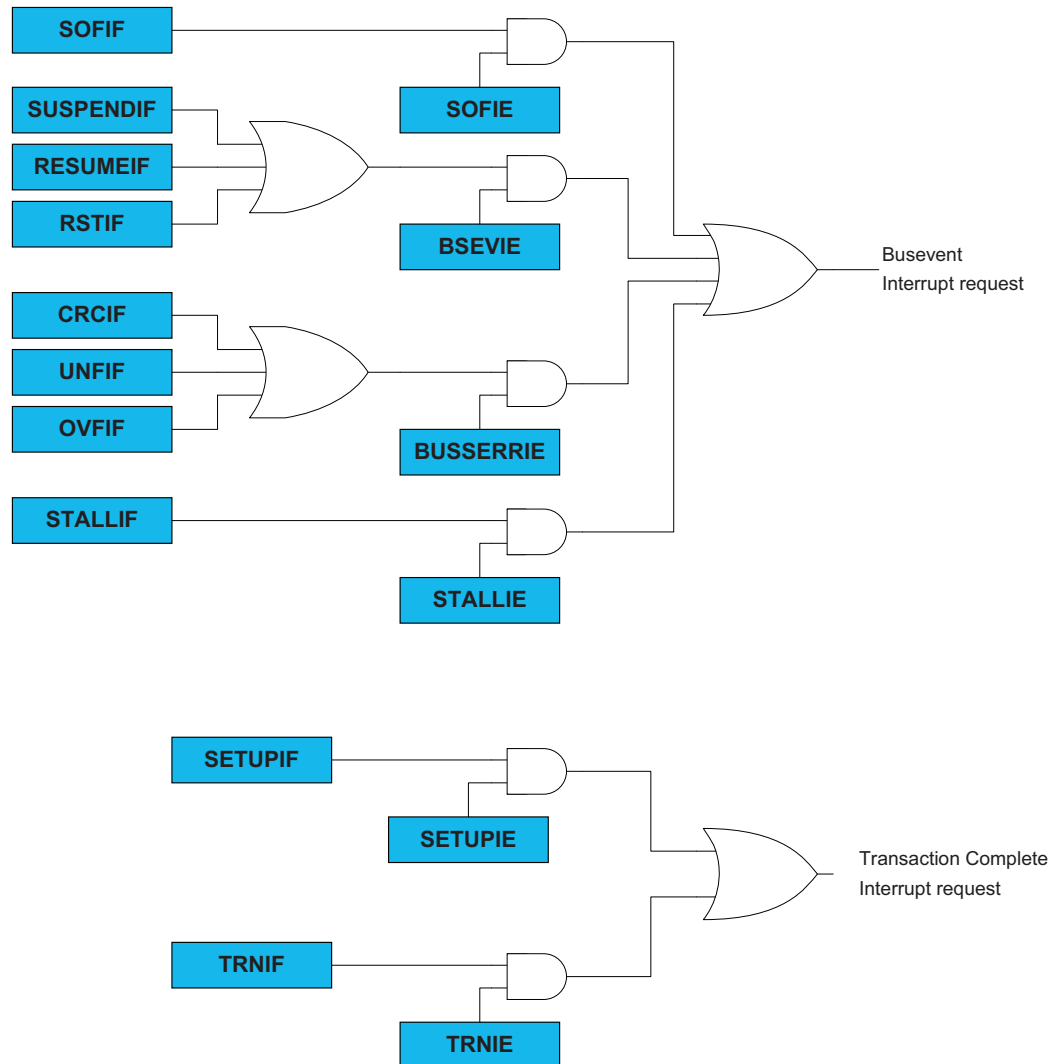 SOFIF
SOFIE
SUSPENDIF
RESUMEIF
RSTIF
BSEVIE
Busevent
Interrupt request
CRCIF
UNFIF
OVFIF
BUSSERRIE
STALLIF
STALLIE
SETUPIF
SETUPIE
Transaction Complete
Interrupt request
TRNIF
TRNIE